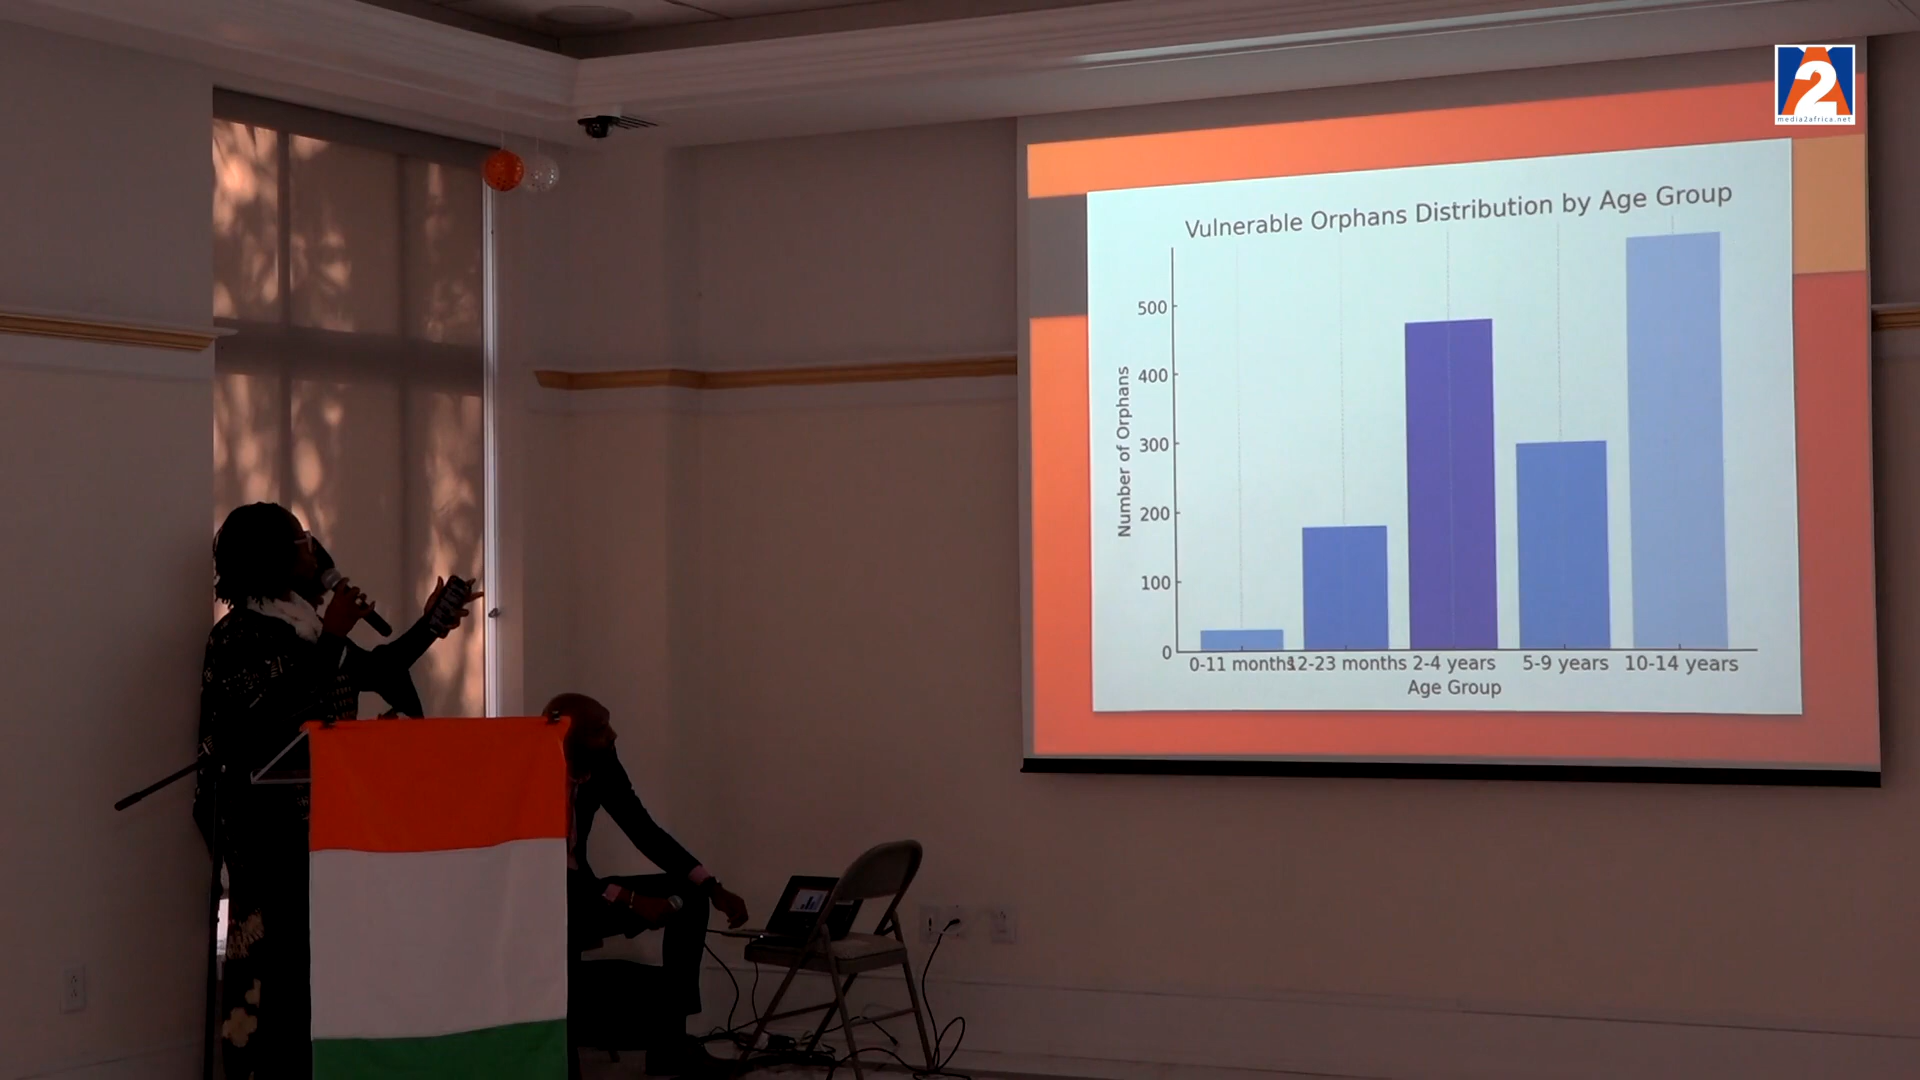 2
media2africa.net
Vulnerable Orphans Distribution by Age Group
Number of Orphans
500
400
300
200
100
0
0-11 months 12-23 months 2-4 years 5-9 years 10-14 years
Age Group